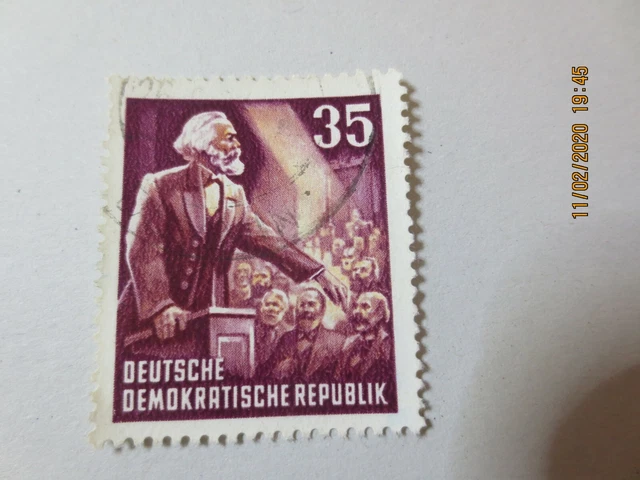 35
DEUTSCHE
DEMOKRATISCHE REPUBLIK
11/02/2020 19:45